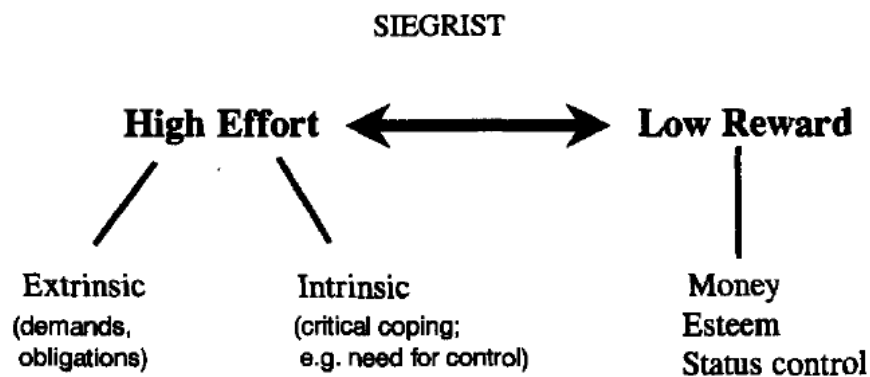 SIEGRIST
High Effort
Low Reward
Extrinsic
(demands,
obligations)
Intrinsic
(critical coping;
e.g. need for control)
Money
Esteem
Status control